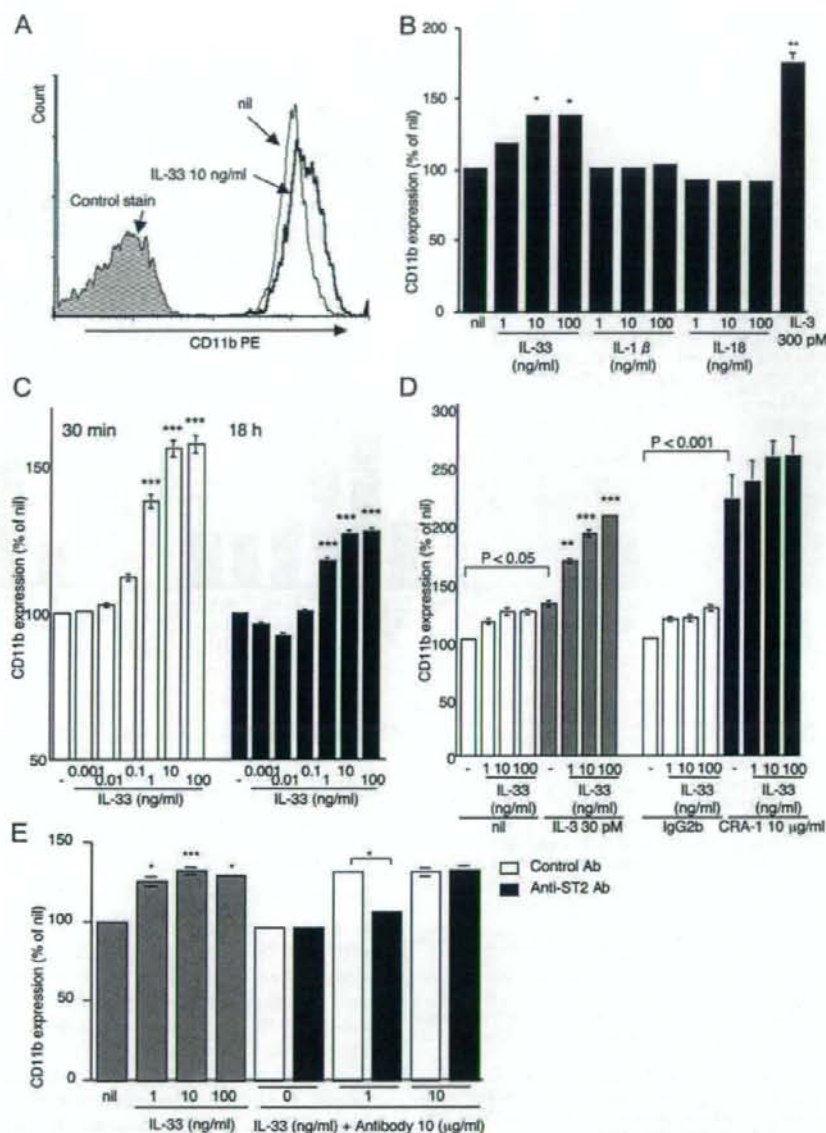 A
Count
nil
IL-33 10 ng/ml
Control stain
CD11b PE
B
CD11b expression (% of nil)
200
150
100
50
0
* * **
nil 1 10 100 1 10 100 1 10 100 IL-3
IL-33 IL-1 β IL-18 300 pM
(ng/ml) (ng/ml) (ng/ml)
C
CD11b expression (% of nil)
150
100
50
30 min 18 h
*** *** *** *** *** ***
- 0.001 0.01 0.1 1 10 100 - 0.001 0.01 0.1 1 10 100
IL-33 (ng/ml) IL-33 (ng/ml)
D
CD11b expression (% of nil)
300
250
200
150
100
50
0
P < 0.05
** *** ***
P < 0.001
- 1 10 100 - 1 10 100 - 1 10 100 - 1 10 100
IL-33 IL-33 IL-33 IL-33
(ng/ml) (ng/ml) (ng/ml) (ng/ml)
nil IL-3 30 pM IgG2b CRA-1 10 μg/ml
E
CD11b expression (% of nil)
150
100
50
0
* *** * *
Control Ab
Anti-ST2 Ab
nil 1 10 100 0 1 10
IL-33 (ng/ml) IL-33 (ng/ml) + Antibody 10 (μg/ml)